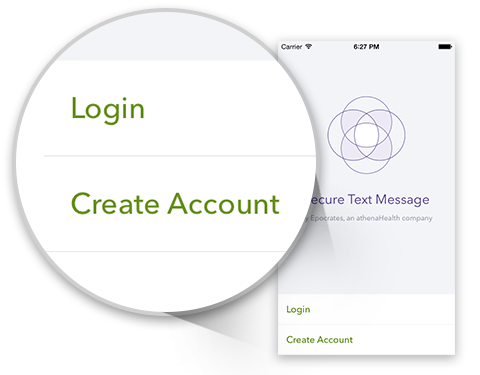 Login
Create Account
Carrier 6:27 PM
ecure Text Message
y Epocrates, an athenaHealth company
Login
Create Account